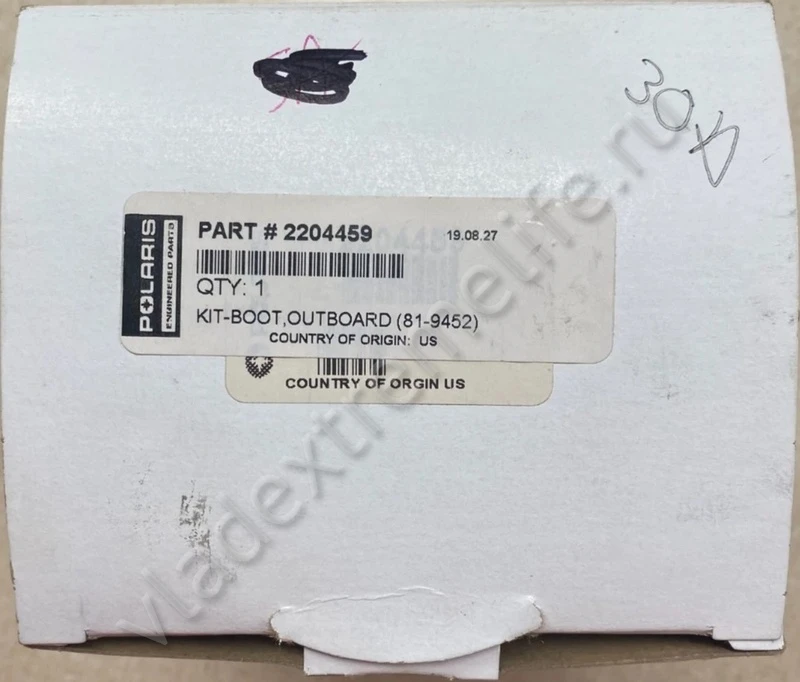 30 D
POLARIS
ENGINEERED PARTS
PART # 2204459
19.08.27
QTY: 1
KIT-BOOT,OUTBOARD (81-9452)
COUNTRY OF ORIGIN: US
COUNTRY OF ORGIN US
vladextremelife.ru